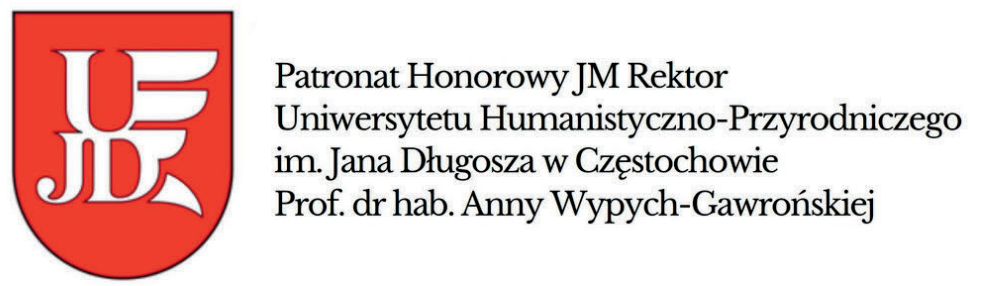 UJD
Patronat Honorowy JM Rektor
Uniwersytetu Humanistyczno-Przyrodniczego
im. Jana Długosza w Częstochowie
Prof. dr hab. Anny Wypych-Gawrońskiej